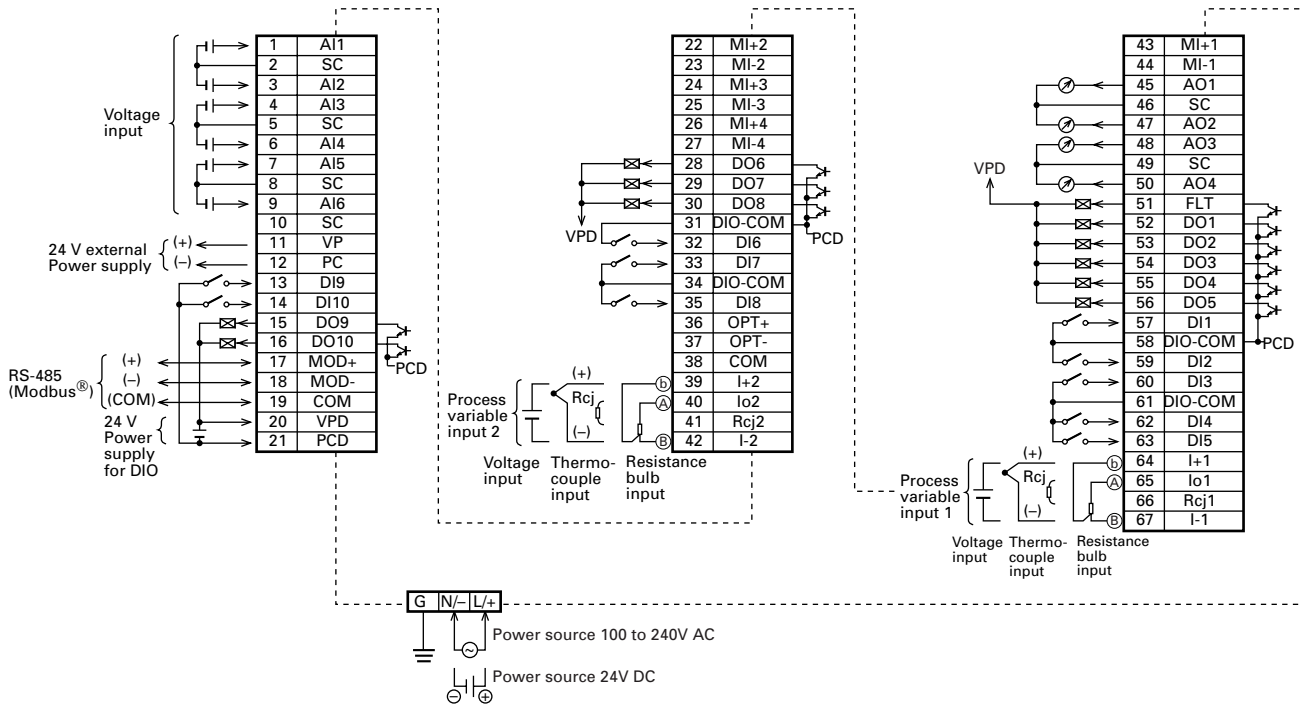 Voltage
input
1 AI1
2 SC
3 AI2
4 AI3
5 SC
6 AI4
7 AI5
8 SC
9 AI6
10 SC
24 V external
Power supply
(+)
(−)
11 VP
12 PC
13 DI9
14 DI10
15 DO9
16 DO10
PCD
RS-485
(Modbus®)
(+)
(−)
(COM)
17 MOD+
18 MOD-
19 COM
24 V
Power
supply
for DIO
20 VPD
21 PCD
22 MI+2
23 MI-2
24 MI+3
25 MI-3
26 MI+4
27 MI-4
28 DO6
29 DO7
30 DO8
31 DIO-COM
VPD
PCD
32 DI6
33 DI7
34 DIO-COM
35 DI8
36 OPT+
37 OPT-
38 COM
39 I+2
40 Io2
41 Rcj2
42 I-2
Process
variable
input 2
(+)
Rcj
(−)
b
A
B
Voltage
input
Thermo-
couple
input
Resistance
bulb
input
43 MI+1
44 MI-1
45 AO1
46 SC
47 AO2
48 AO3
49 SC
50 AO4
VPD
51 FLT
52 DO1
53 DO2
54 DO3
55 DO4
56 DO5
57 DI1
58 DIO-COM
PCD
59 DI2
60 DI3
61 DIO-COM
62 DI4
63 DI5
64 I+1
65 Io1
66 Rcj1
67 I-1
Process
variable
input 1
(+)
Rcj
(−)
b
A
B
Voltage
input
Thermo-
couple
input
Resistance
bulb
input
G N/− L/+
Power source 100 to 240V AC
Power source 24V DC